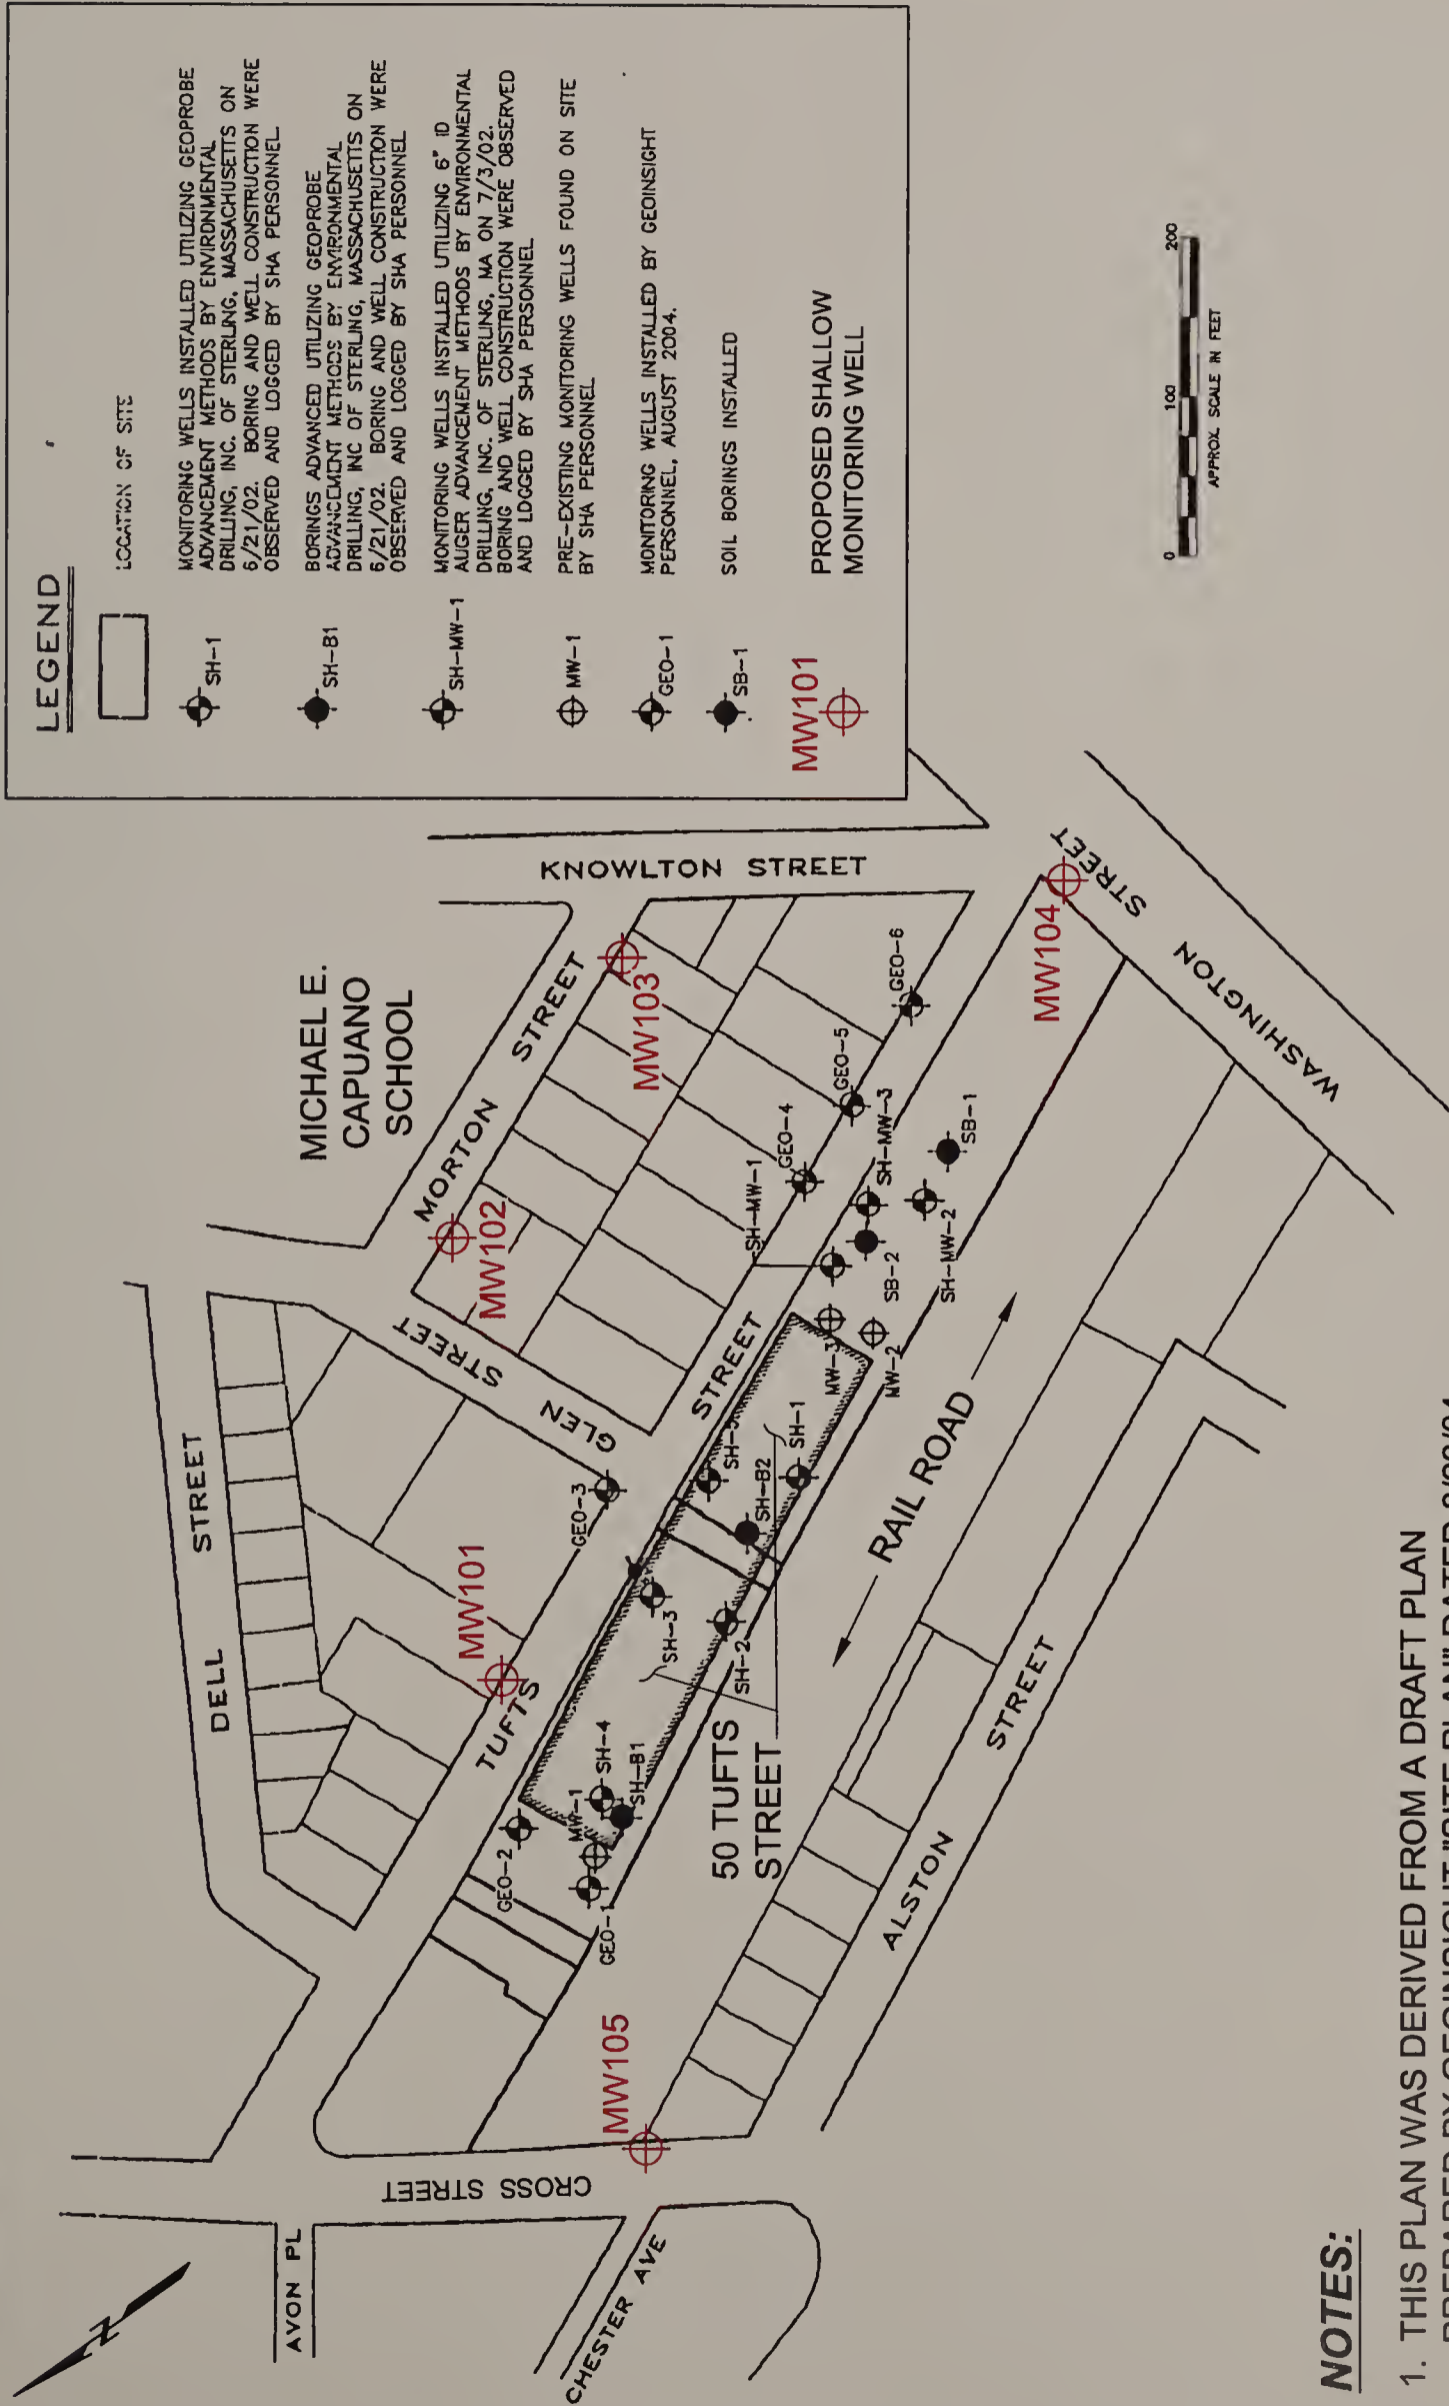 LEGEND
LOCATION OF SITE
SH-1
MONITORING WELLS INSTALLED UTILIZING GEOPROBE
ADVANCEMENT METHODS BY ENVIRONMENTAL
DRILLING, INC. OF STERLING, MASSACHUSETTS ON
6/21/02. BORING AND WELL CONSTRUCTION WERE
OBSERVED AND LOGGED BY SHA PERSONNEL
SH-B1
BORINGS ADVANCED UTILIZING GEOPROBE
ADVANCEMENT METHODS BY ENVIRONMENTAL
DRILLING, INC OF STERLING, MASSACHUSETTS ON
6/21/02. BORING AND WELL CONSTRUCTION WERE
OBSERVED AND LOGGED BY SHA PERSONNEL
SH-MW-1
MONITORING WELLS INSTALLED UTILIZING 6" ID
AUGER ADVANCEMENT METHODS BY ENVIRONMENTAL
DRILLING, INC. OF STERLING, MA ON 7/3/02.
BORING AND WELL CONSTRUCTION WERE OBSERVED
AND LOGGED BY SHA PERSONNEL
MW-1
PRE-EXISTING MONITORING WELLS FOUND ON SITE
BY SHA PERSONNEL
GEO-1
MONITORING WELLS INSTALLED BY GEOINSIGHT
PERSONNEL, AUGUST 2004.
SB-1
SOIL BORINGS INSTALLED
MW101
PROPOSED SHALLOW
MONITORING WELL
N
AVON PL
CROSS STREET
CHESTER AVE
DELL STREET
GLEN STREET
MORTON STREET
KNOWLTON STREET
MICHAEL E.
CAPUANO
SCHOOL
TUFTS STREET
WASHINGTON STREET
ALSTON STREET
RAIL ROAD
50 TUFTS
STREET
MW101
MW102
MW103
MW104
MW105
GEO-1
GEO-2
GEO-3
GEO-4
GEO-5
GEO-6
MW-1
MW-2
MW-3
SH-1
SH-2
SH-3
SH-4
SH-5
SH-B1
SH-B2
SH-MW-1
SH-MW-2
SH-MW-3
SB-1
SB-2
0 100 200
APPROX. SCALE IN FEET
NOTES:
1. THIS PLAN WAS DERIVED FROM A DRAFT PLAN